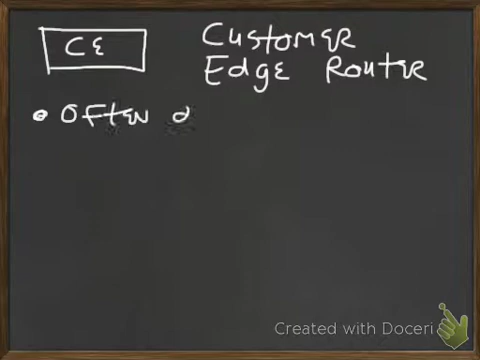 CE Customer
Edge Router
• Often a
Created with Doceri